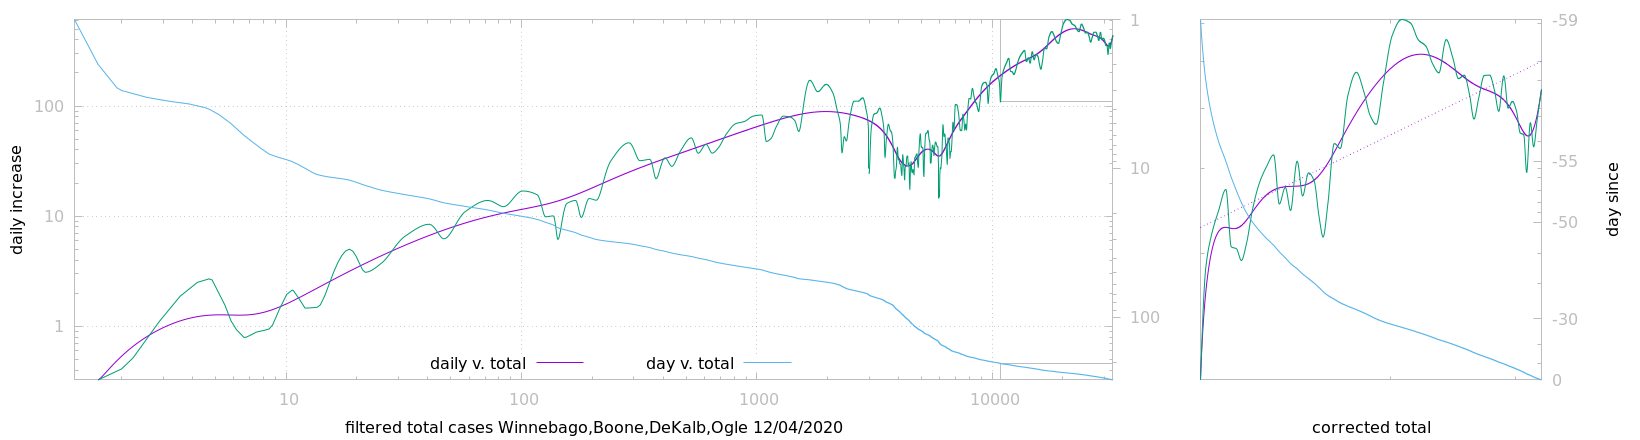 daily increase
100
10
1
10
100
1000
10000
1
10
100
daily v. total
day v. total
filtered total cases Winnebago,Boone,DeKalb,Ogle 12/04/2020
-59
-55
-50
-30
0
day since
corrected total